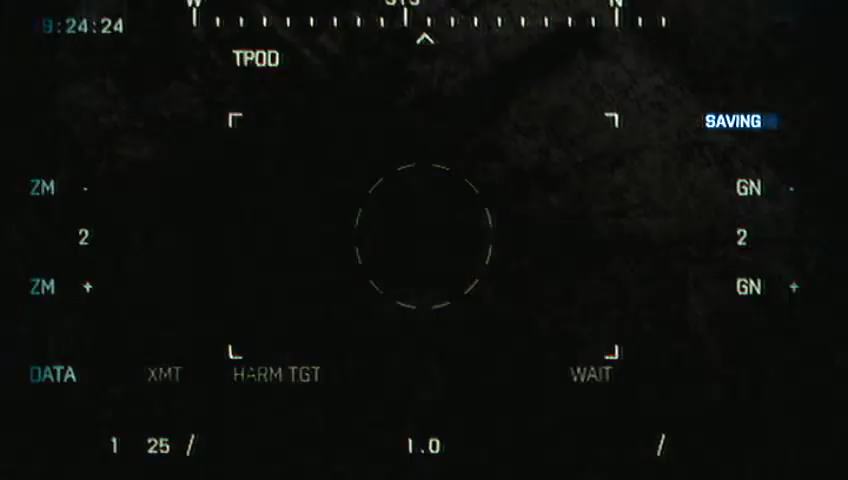 W N
9:24:24
TPOD
SAVING
ZM - GN -
2 2
ZM + GN +
DATA XMT HARM TGT WAIT
1 25 / 1.0 /